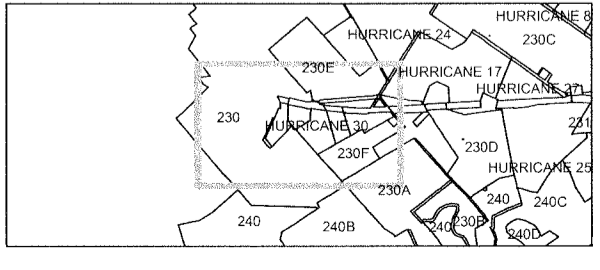 HURRICANE 8
HURRICANE 24
230C
230E
HURRICANE 17
HURRICANE 27
230
HURRICANE 30
231
230F
230D
HURRICANE 25
230A
240
240C
240
240B
240
230B
240D